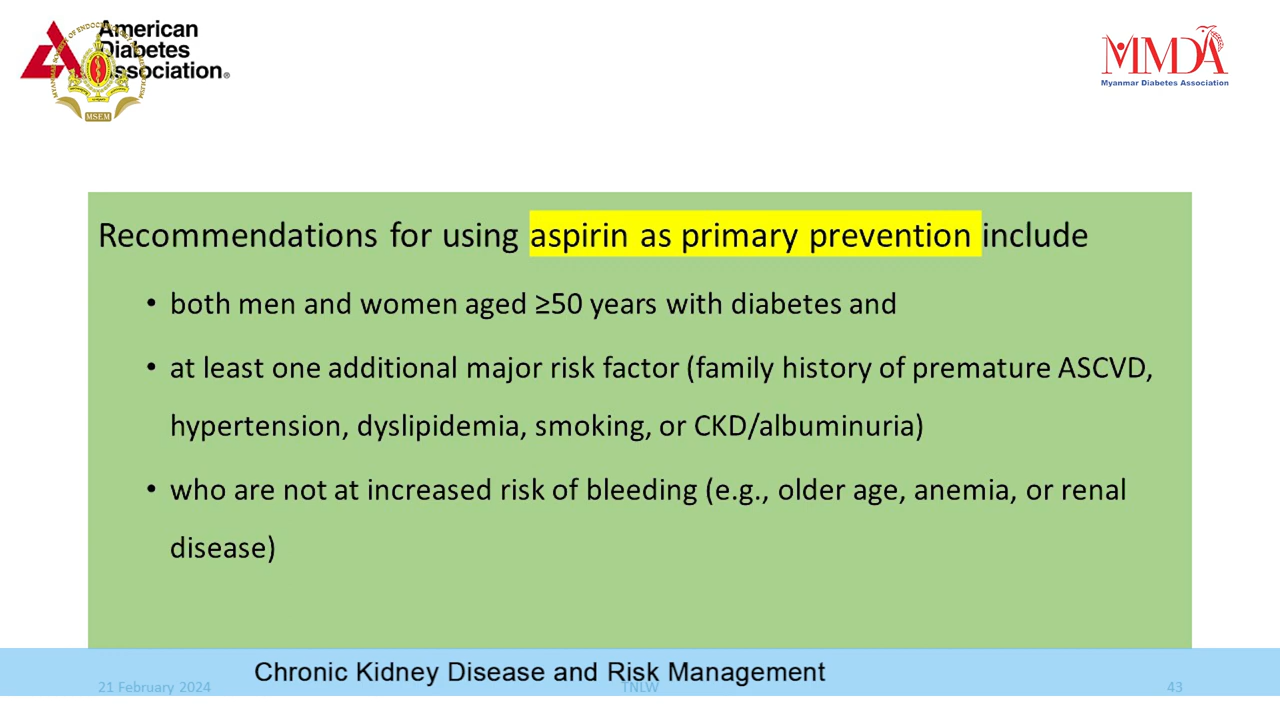 American
Diabetes
Association®
MSEM
MMDA
Myanmar Diabetes Association
Recommendations for using aspirin as primary prevention include
• both men and women aged ≥50 years with diabetes and
• at least one additional major risk factor (family history of premature ASCVD,
hypertension, dyslipidemia, smoking, or CKD/albuminuria)
• who are not at increased risk of bleeding (e.g., older age, anemia, or renal
disease)
Chronic Kidney Disease and Risk Management
21 February 2024
TNLW
43